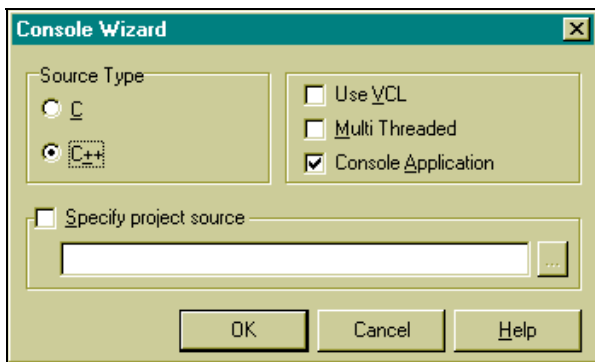 Console Wizard
Source Type
C
C++
Use VCL
Multi Threaded
Console Application
Specify project source
...
OK Cancel Help